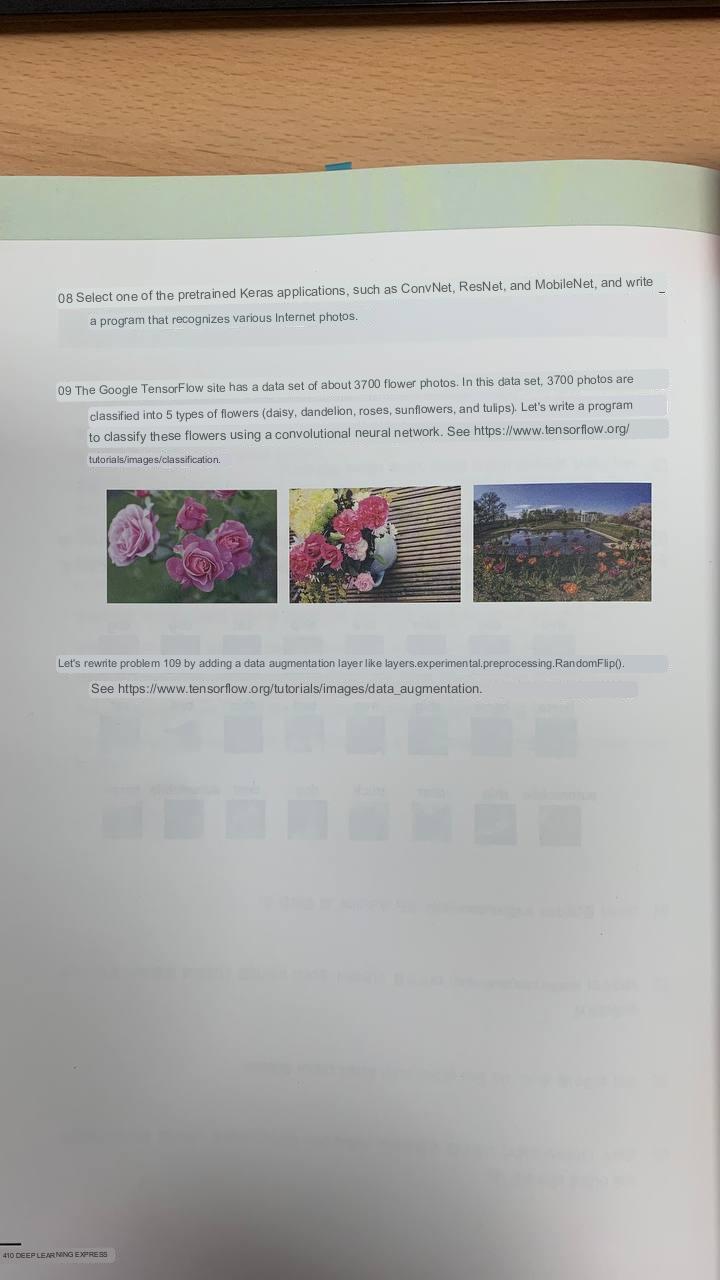 08 Select one of the pretrained Keras applications, such as ConvNet, ResNet, and MobileNet, and write _
a program that recognizes various Internet photos.
09 The Google TensorFlow site has a data set of about 3700 flower photos. In this data set, 3700 photos are
classified into 5 types of flowers (daisy, dandelion, roses, sunflowers, and tulips). Let's write a program
to classify these flowers using a convolutional neural network. See https://www.tensorflow.org/
tutorials/images/classification.
Let's rewrite problem 109 by adding a data augmentation layer like layers.experimental.preprocessing.RandomFlip().
See https://www.tensorflow.org/tutorials/images/data_augmentation.
410 DEEP LEARNING EXPRESS